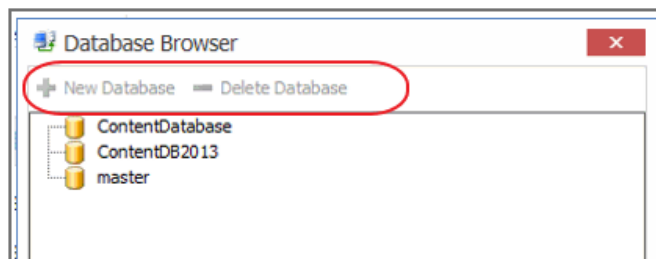 Database Browser
New Database Delete Database
ContentDatabase
ContentDB2013
master